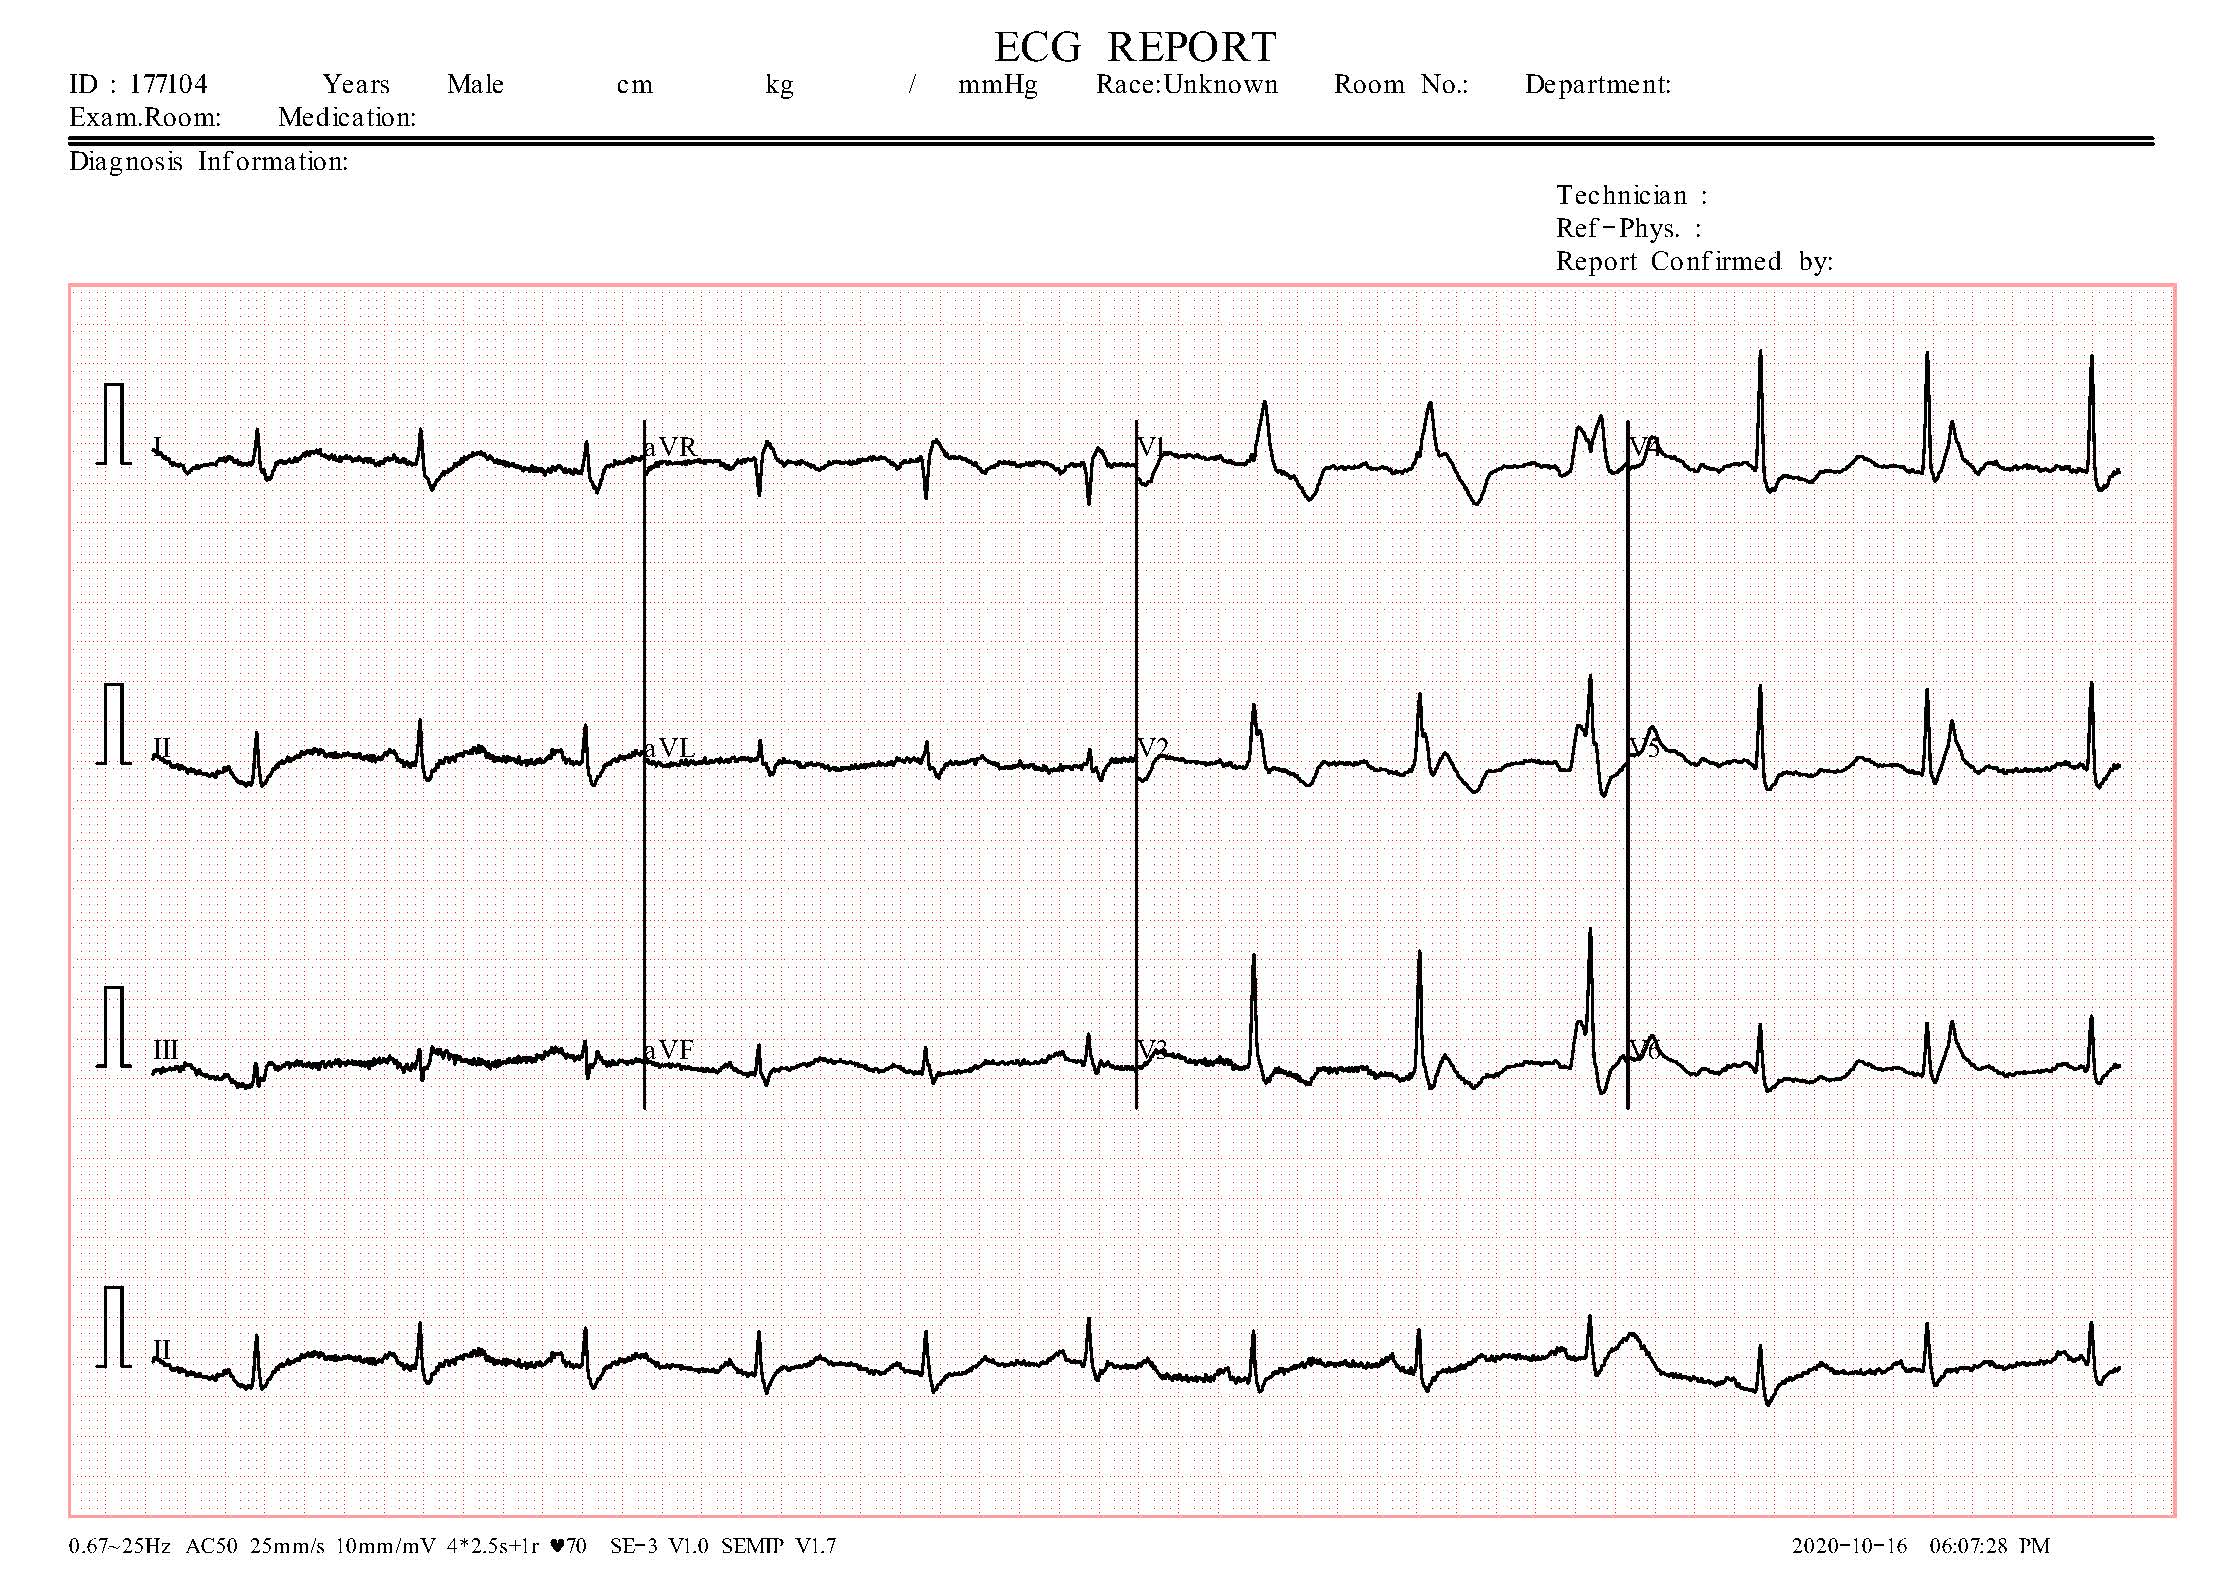 ECG REPORT
ID : 177104 Years Male cm kg / mmHg Race:Unknown Room No.: Department:
Exam.Room: Medication:
Diagnosis Information:
Technician :
Ref-Phys. :
Report Confirmed by:
I aVR V1 V4
II aVL V2 V5
III aVF V3 V6
II
0.67~25Hz AC50 25mm/s 10mm/mV 4*2.5s+1r ♥70 SE-3 V1.0 SEMIP V1.7 2020-10-16 06:07:28 PM